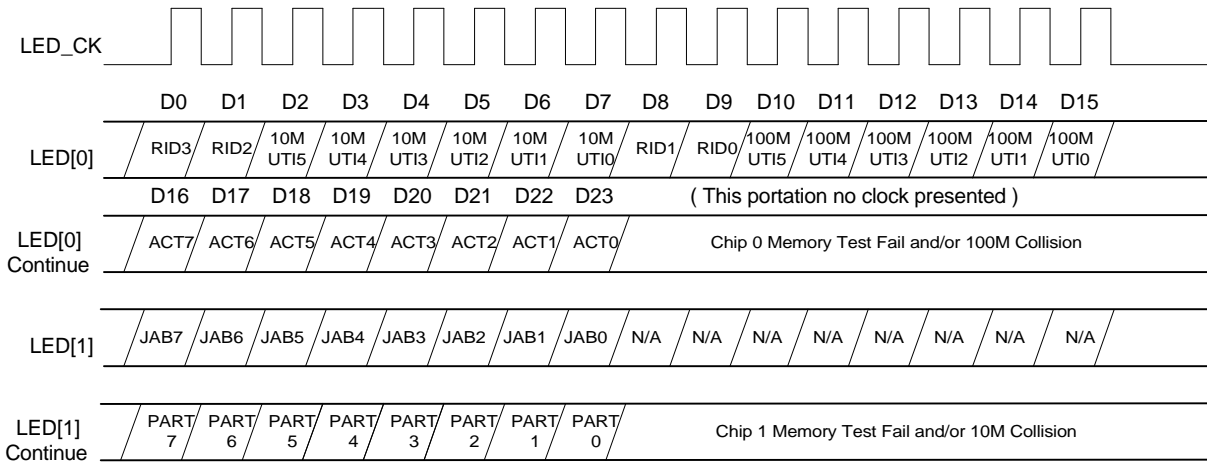 LED_CK
D0 D1 D2 D3 D4 D5 D6 D7 D8 D9 D10 D11 D12 D13 D14 D15
LED[0]
RID3 RID2 10M UTI5 10M UTI4 10M UTI3 10M UTI2 10M UTI1 10M UTI0 RID1 RID0 100M UTI5 100M UTI4 100M UTI3 100M UTI2 100M UTI1 100M UTI0
D16 D17 D18 D19 D20 D21 D22 D23 ( This portation no clock presented )
LED[0] Continue
ACT7 ACT6 ACT5 ACT4 ACT3 ACT2 ACT1 ACT0 Chip 0 Memory Test Fail and/or 100M Collision
LED[1]
JAB7 JAB6 JAB5 JAB4 JAB3 JAB2 JAB1 JAB0 N/A N/A N/A N/A N/A N/A N/A N/A
LED[1] Continue
PART 7 PART 6 PART 5 PART 4 PART 3 PART 2 PART 1 PART 0 Chip 1 Memory Test Fail and/or 10M Collision